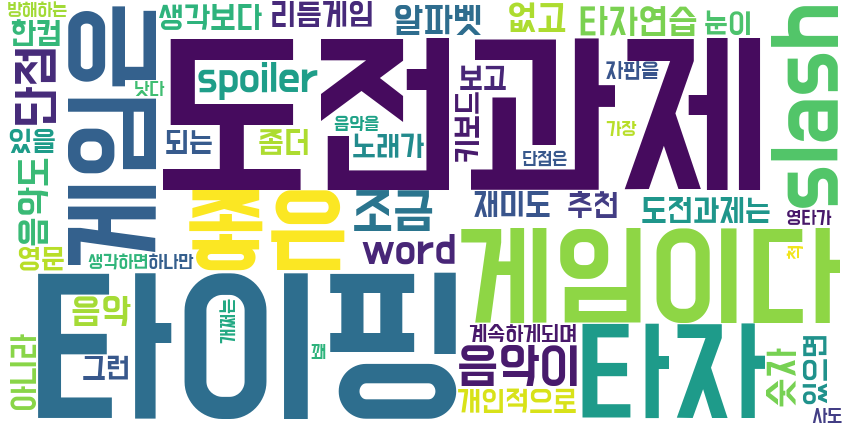 방해하는
한컴
생각보다
리듬게임
알파벳
없고
타자연습
눈이
slash
단점
게임은
낫다
도전과제
spoiler
보고
키보드
자판을
있을
되는
좀더
음악을
노래가
가장
단점은
음악도
좋은
조금
재미도
추천
도전과제는
영타가
영문
생각하면
하나만
word
게임이다
척
타이핑
음악
는
꽤
계속하게되며
음악이
타자
숫자
있으면
아니라
그런
개인적으로
사도